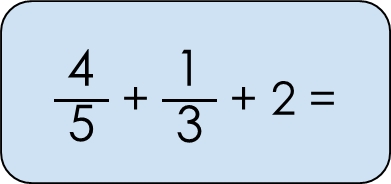 4/5 + 1/3 + 2 =